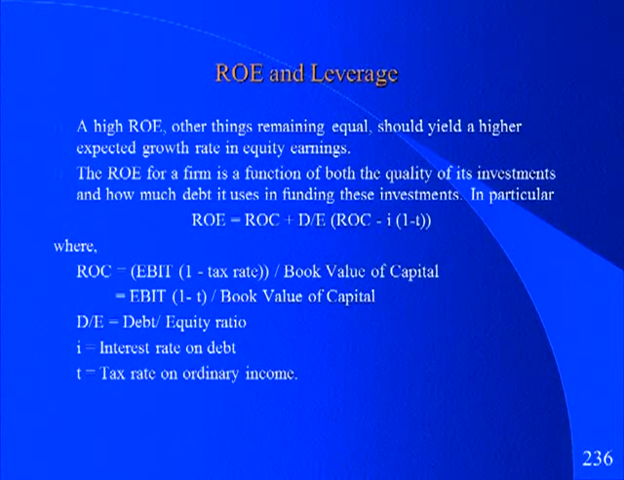 ROE and Leverage
A high ROE, other things remaining equal, should yield a higher
expected growth rate in equity earnings.
The ROE for a firm is a function of both the quality of its investments
and how much debt it uses in funding these investments. In particular
ROE = ROC + D/E (ROC - i (1-t))
where,
ROC = (EBIT (1 - tax rate)) / Book Value of Capital
= EBIT (1- t) / Book Value of Capital
D/E = Debt/ Equity ratio
i = Interest rate on debt
t = Tax rate on ordinary income.
236